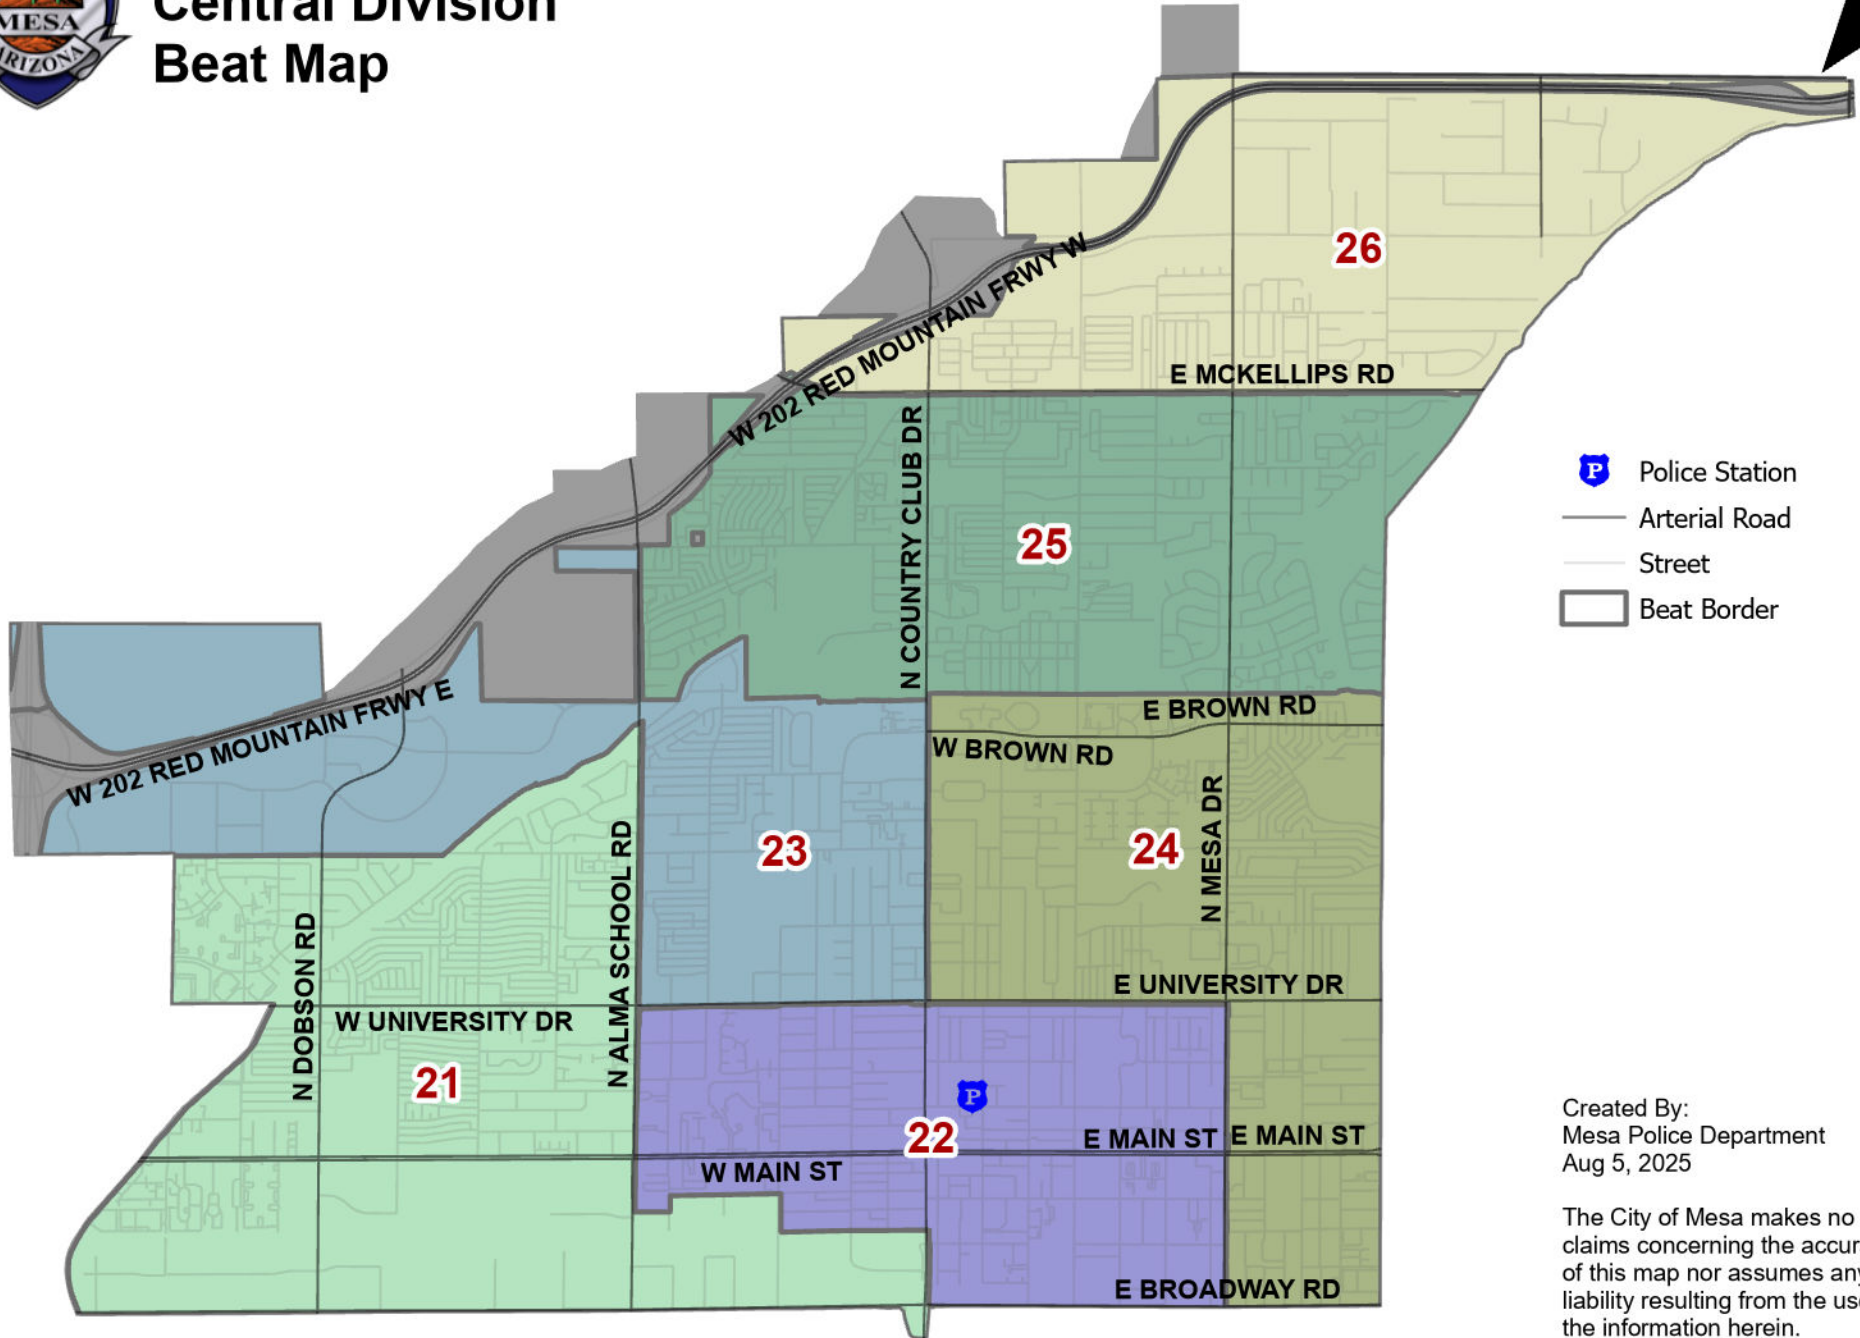 Central Division
Beat Map
MESA
ARIZONA
26
W 202 RED MOUNTAIN FRWY W
E MCKELLIPS RD
N COUNTRY CLUB DR
25
Police Station
Arterial Road
Street
Beat Border
W 202 RED MOUNTAIN FRWY E
E BROWN RD
W BROWN RD
N MESA DR
23
24
N ALMA SCHOOL RD
N DOBSON RD
E UNIVERSITY DR
W UNIVERSITY DR
21
P
22
E MAIN ST
E MAIN ST
W MAIN ST
E BROADWAY RD
P
Created By:
Mesa Police Department
Aug 5, 2025
The City of Mesa makes no
claims concerning the accur
of this map nor assumes any
liability resulting from the use
the information herein.